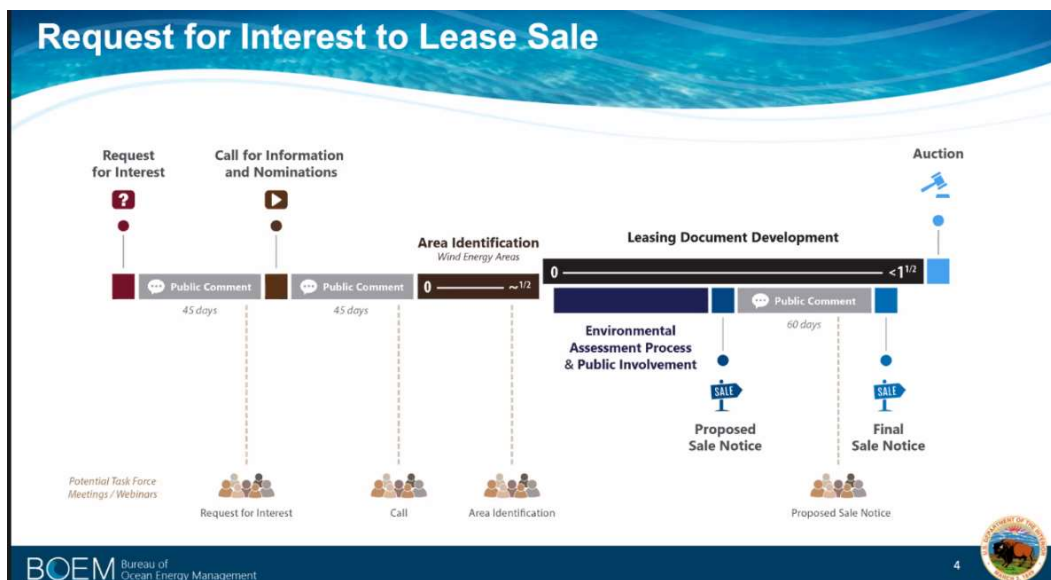 Request for Interest to Lease Sale
Request
for Interest
?
Call for Information
and Nominations
Auction
Area Identification
Wind Energy Areas
Leasing Document Development
0
<1 1/2
Public Comment
45 days
Public Comment
45 days
0
~1/2
Environmental
Assessment Process
& Public Involvement
Public Comment
60 days
SALE
Proposed
Sale Notice
SALE
Final
Sale Notice
Potential Task Force
Meetings / Webinars
Request for Interest
Call
Area Identification
Proposed Sale Notice
BOEM
Bureau of
Ocean Energy Management
4
U.S. DEPARTMENT OF THE INTERIOR